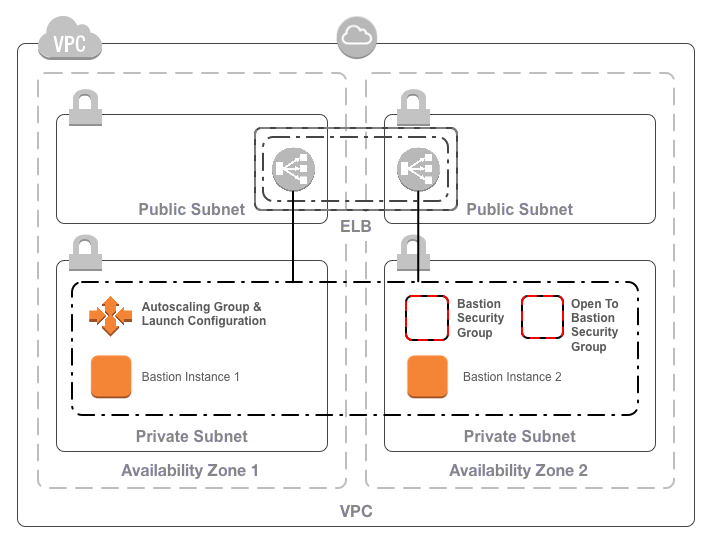 VPC
Public Subnet
Public Subnet
ELB
Autoscaling Group &
Launch Configuration
Bastion
Security
Group
Open To
Bastion
Security
Group
Bastion Instance 1
Bastion Instance 2
Private Subnet
Private Subnet
Availability Zone 1
Availability Zone 2
VPC